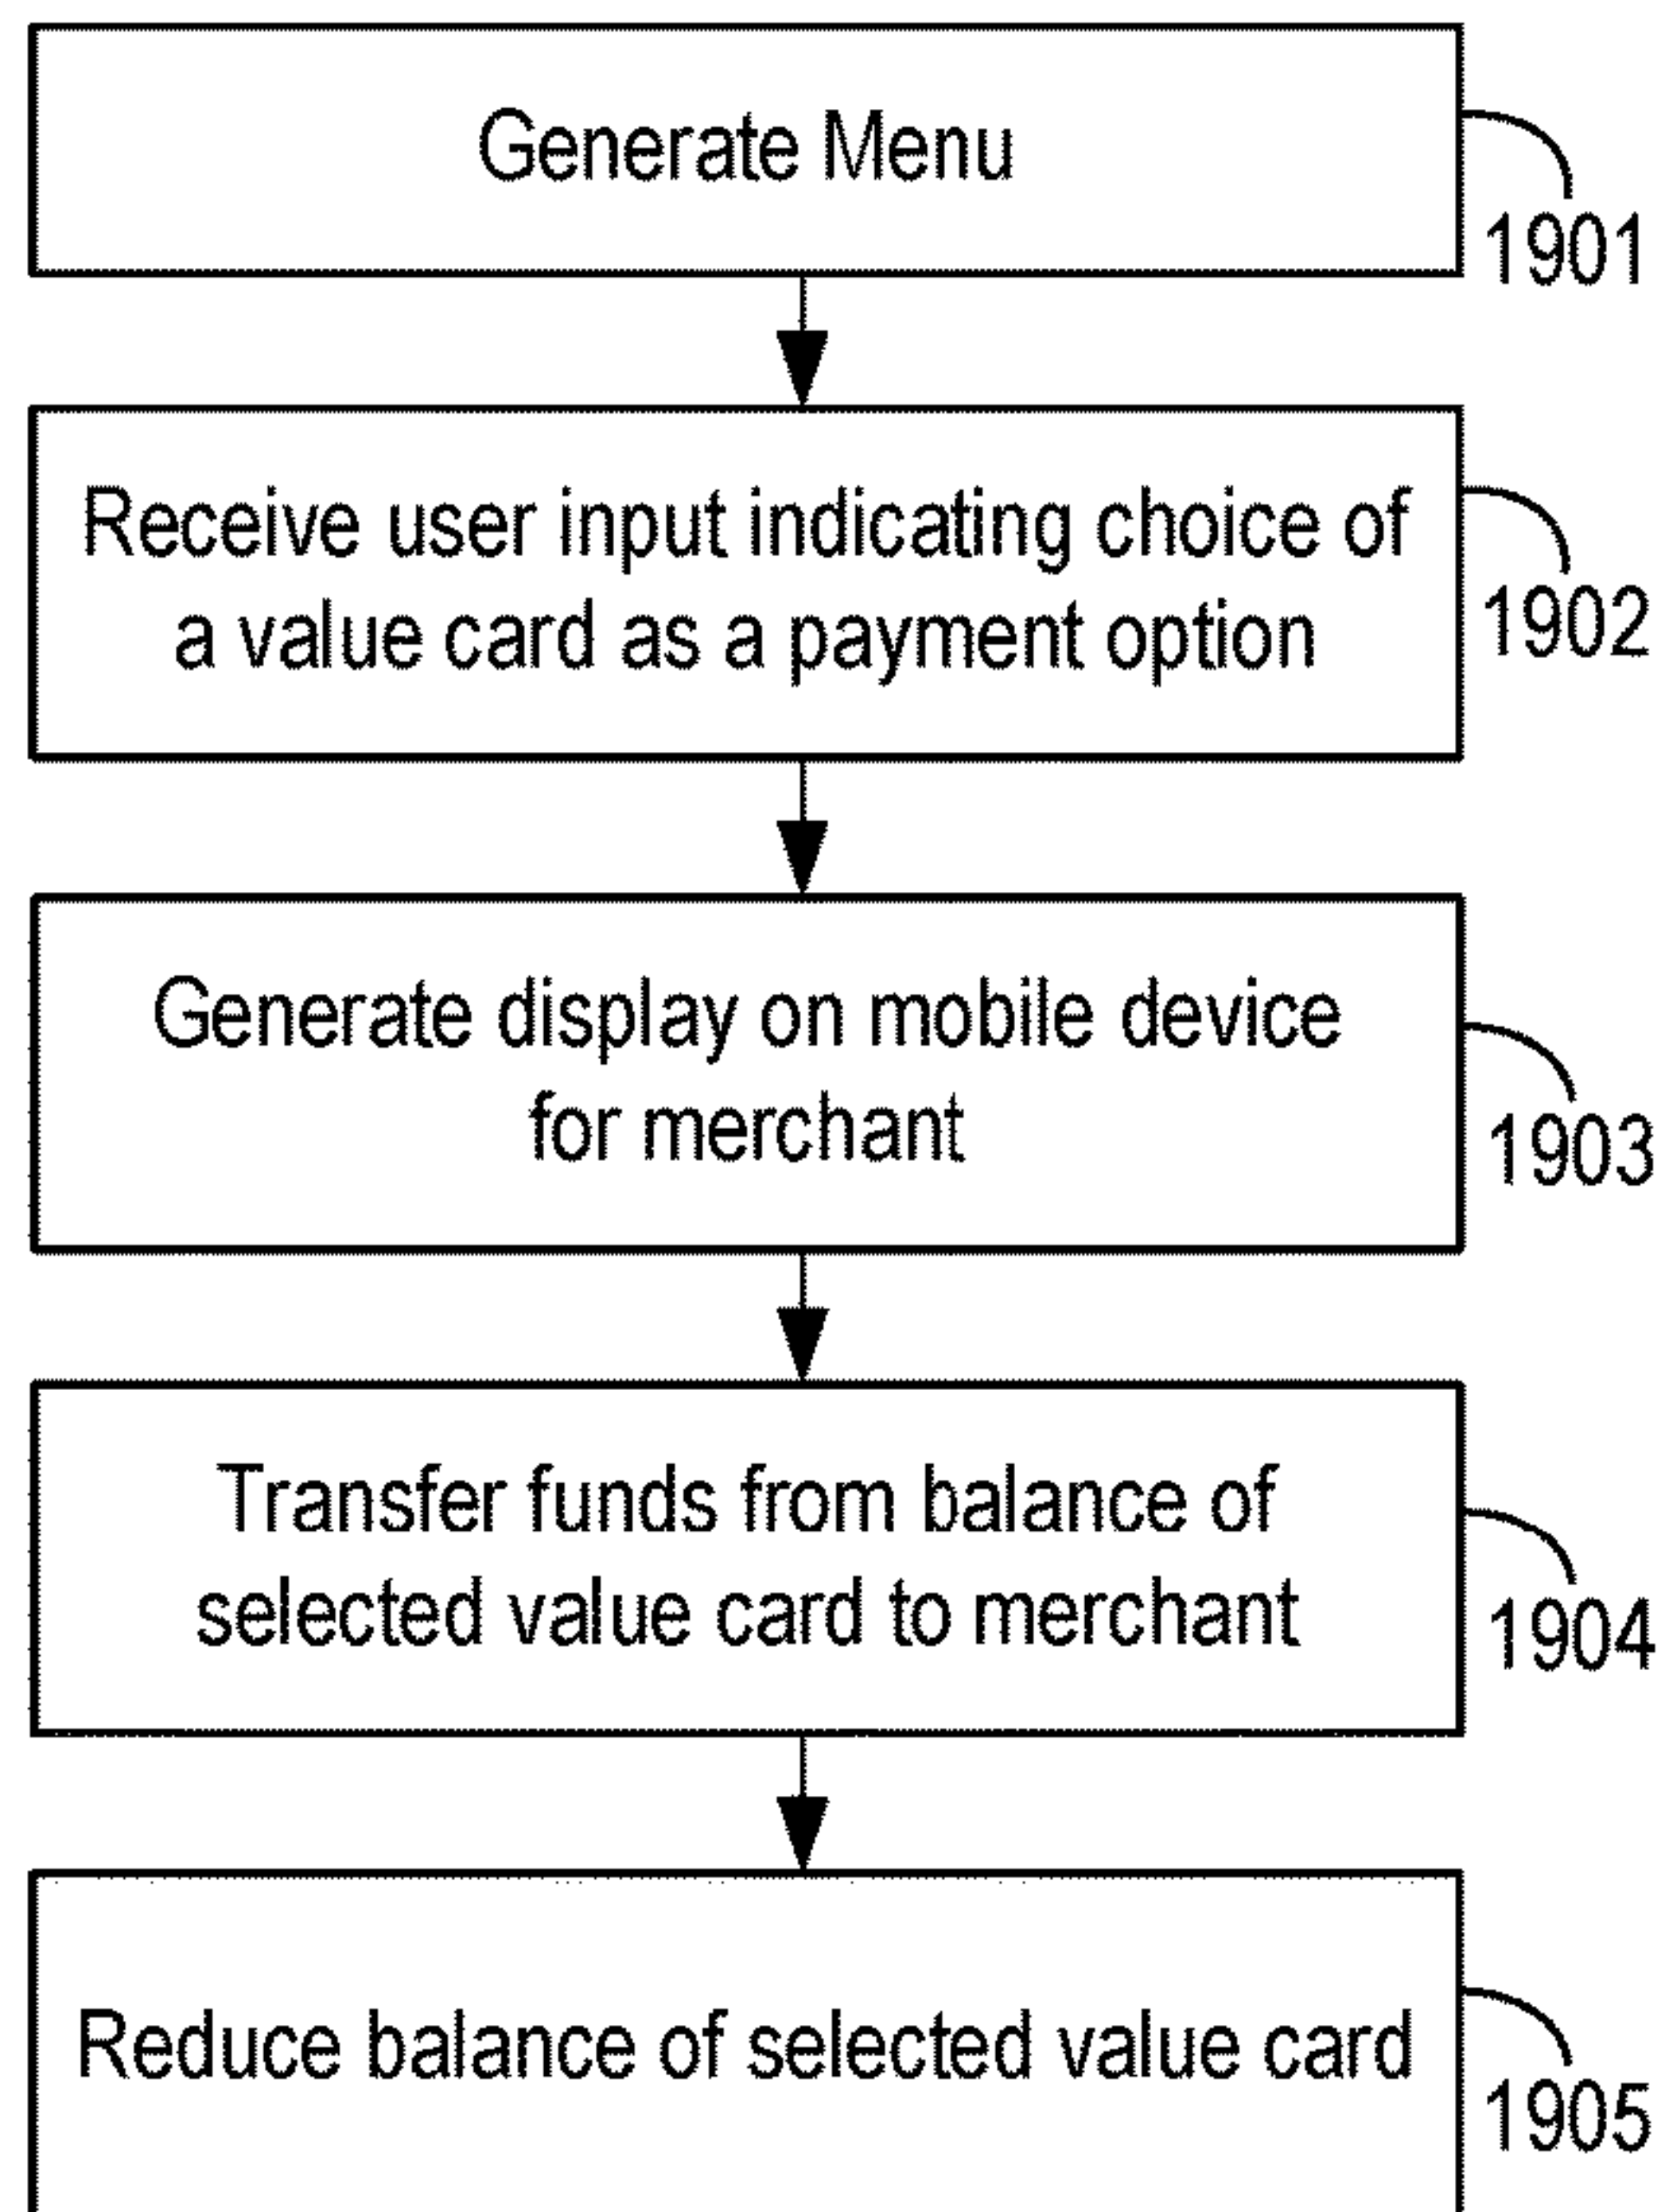 Generate Menu
1901
Receive user input indicating choice of
a value card as a payment option
1902
Generate display on mobile device
for merchant
1903
Transfer funds from balance of
selected value card to merchant
1904
Reduce balance of selected value card
1905